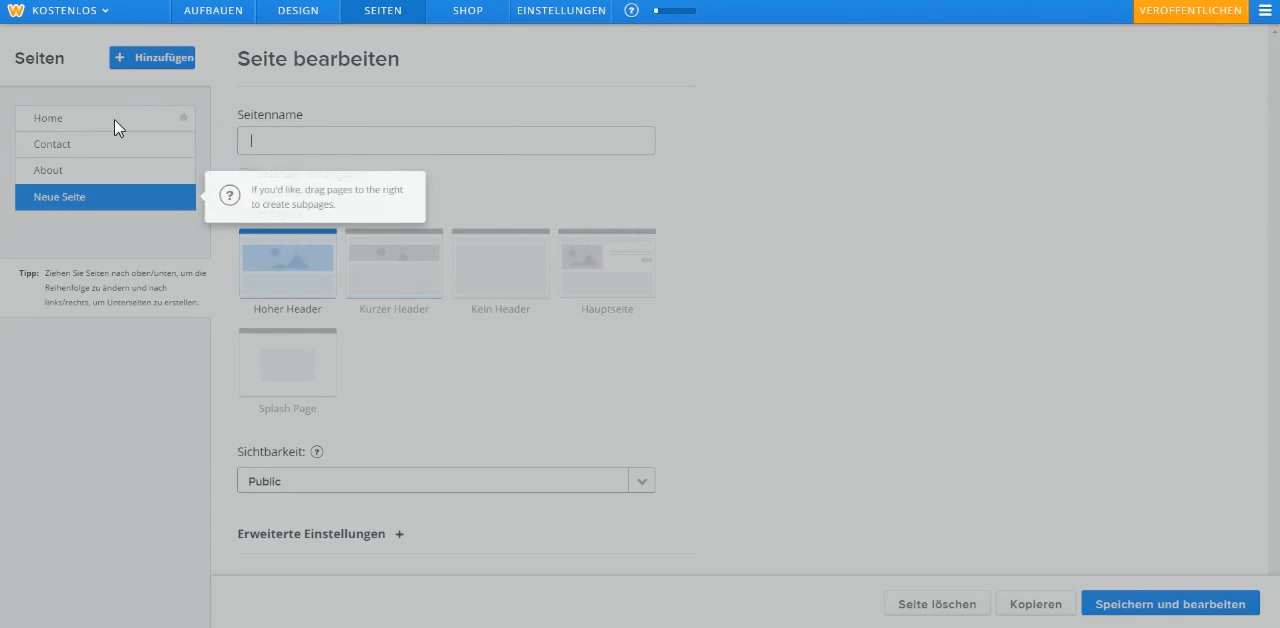 KOSTENLOS
AUFBAUEN
DESIGN
SEITEN
SHOP
EINSTELLUNGEN
?
VERÖFFENTLICHEN
Seiten
+ Hinzufügen
Home
Contact
About
Neue Seite
Tipp: Ziehen Sie Seiten nach oben/unten, um die
Reihenfolge zu ändern und nach
links/rechts, um Unterseiten zu erstellen.
Seite bearbeiten
Seitenname
? If you'd like, drag pages to the right
to create subpages.
Hoher Header
Kurzer Header
Kein Header
Hauptseite
Splash Page
Sichtbarkeit: ?
Public
Erweiterte Einstellungen +
Seite löschen
Kopieren
Speichern und bearbeiten